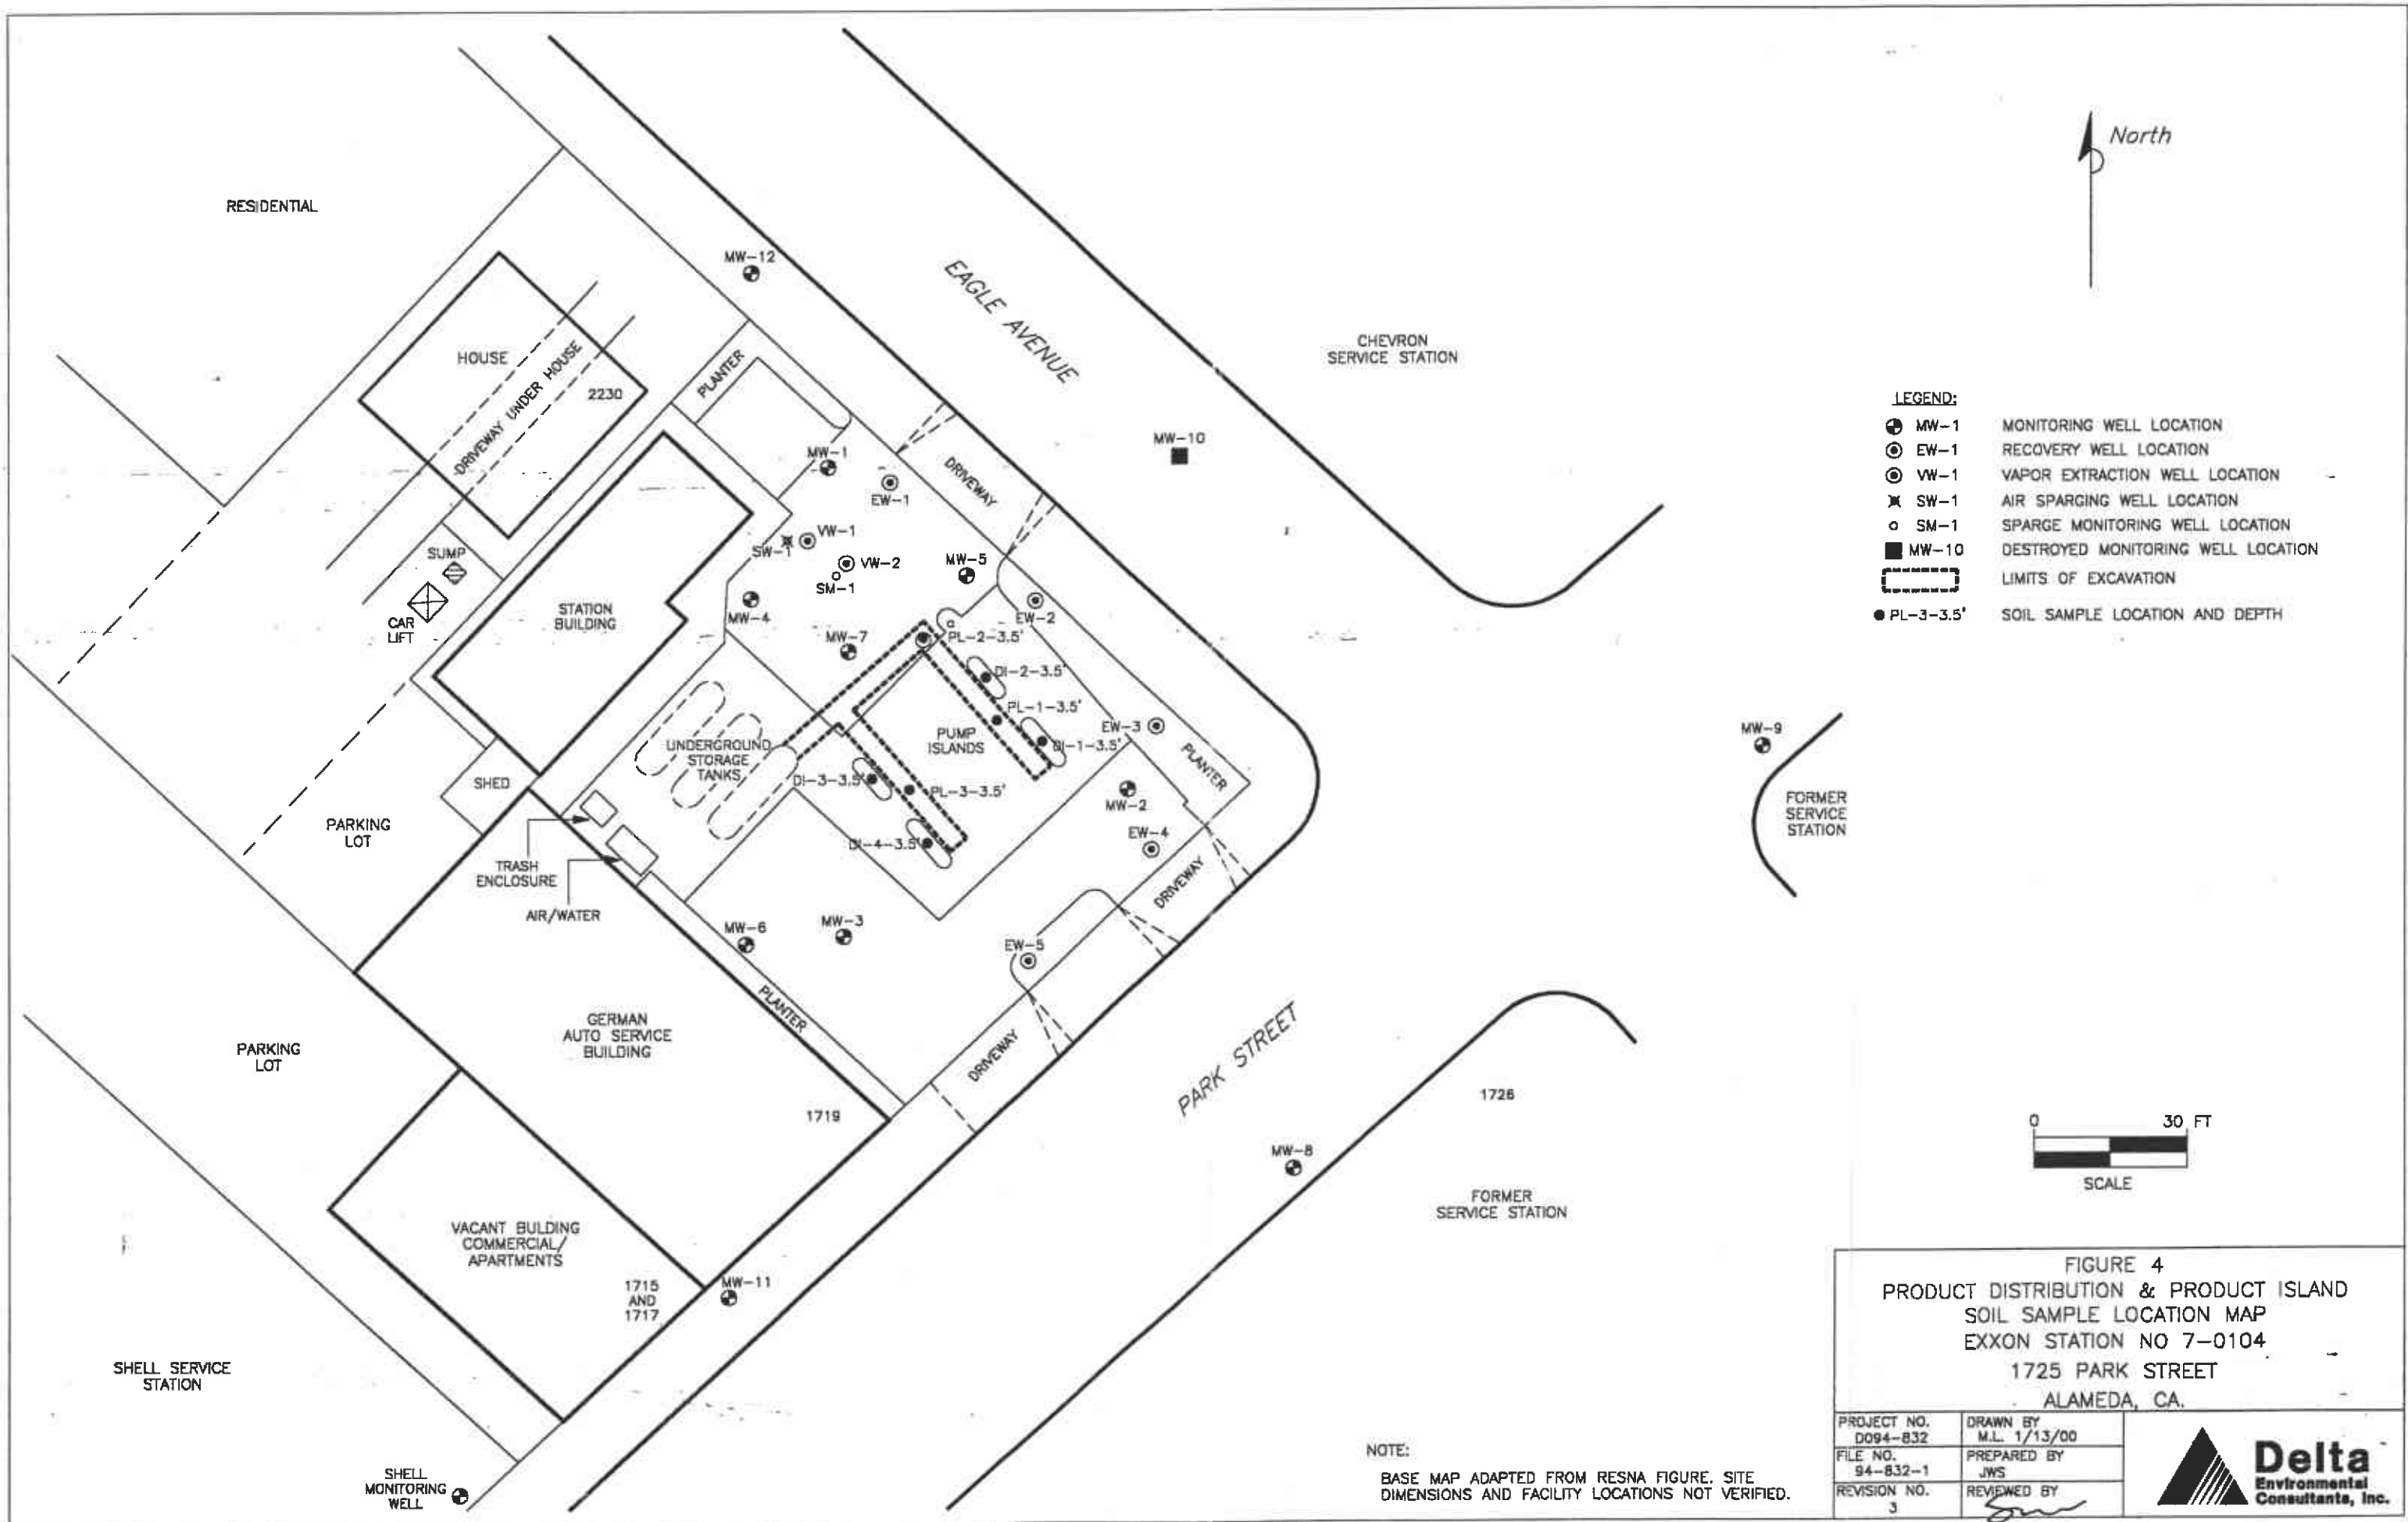 RESIDENTIAL
HOUSE
2230
DRIVEWAY UNDER HOUSE
PLANTER
MW-12
EAGLE AVENUE
CHEVRON
SERVICE STATION
North
MW-10
MW-1
EW-1
DRIVEWAY
VW-1
SW-1
VW-2
SM-1
MW-5
EW-2
MW-4
MW-7
SUMP
CAR
LIFT
STATION
BUILDING
PL-2-3.5'
DI-2-3.5'
PL-1-3.5'
DI-1-3.5'
EW-3
PUMP
ISLANDS
UNDERGROUND
STORAGE
TANKS
DI-3-3.5'
PL-3-3.5'
DI-4-3.5'
PLANTER
MW-2
EW-4
DRIVEWAY
SHED
PARKING
LOT
TRASH
ENCLOSURE
AIR/WATER
MW-6
MW-3
EW-5
PLANTER
DRIVEWAY
MW-9
FORMER
SERVICE
STATION
GERMAN
AUTO SERVICE
BUILDING
1719
PARKING
LOT
PARK STREET
1726
MW-8
FORMER
SERVICE STATION
VACANT BULDING
COMMERCIAL/
APARTMENTS
1715
AND
1717
MW-11
SHELL SERVICE
STATION
SHELL
MONITORING
WELL
LEGEND:
MW-1 MONITORING WELL LOCATION
EW-1 RECOVERY WELL LOCATION
VW-1 VAPOR EXTRACTION WELL LOCATION
SW-1 AIR SPARGING WELL LOCATION
SM-1 SPARGE MONITORING WELL LOCATION
MW-10 DESTROYED MONITORING WELL LOCATION
LIMITS OF EXCAVATION
PL-3-3.5' SOIL SAMPLE LOCATION AND DEPTH
0 30 FT
SCALE
NOTE:
BASE MAP ADAPTED FROM RESNA FIGURE. SITE
DIMENSIONS AND FACILITY LOCATIONS NOT VERIFIED.
FIGURE 4
PRODUCT DISTRIBUTION & PRODUCT ISLAND
SOIL SAMPLE LOCATION MAP
EXXON STATION NO 7-0104
1725 PARK STREET
ALAMEDA, CA.
PROJECT NO.
D094-832
DRAWN BY
M.L. 1/13/00
FILE NO.
94-832-1
PREPARED BY
JWS
REVISION NO.
3
REVIEWED BY
Delta
Environmental
Consultants, Inc.